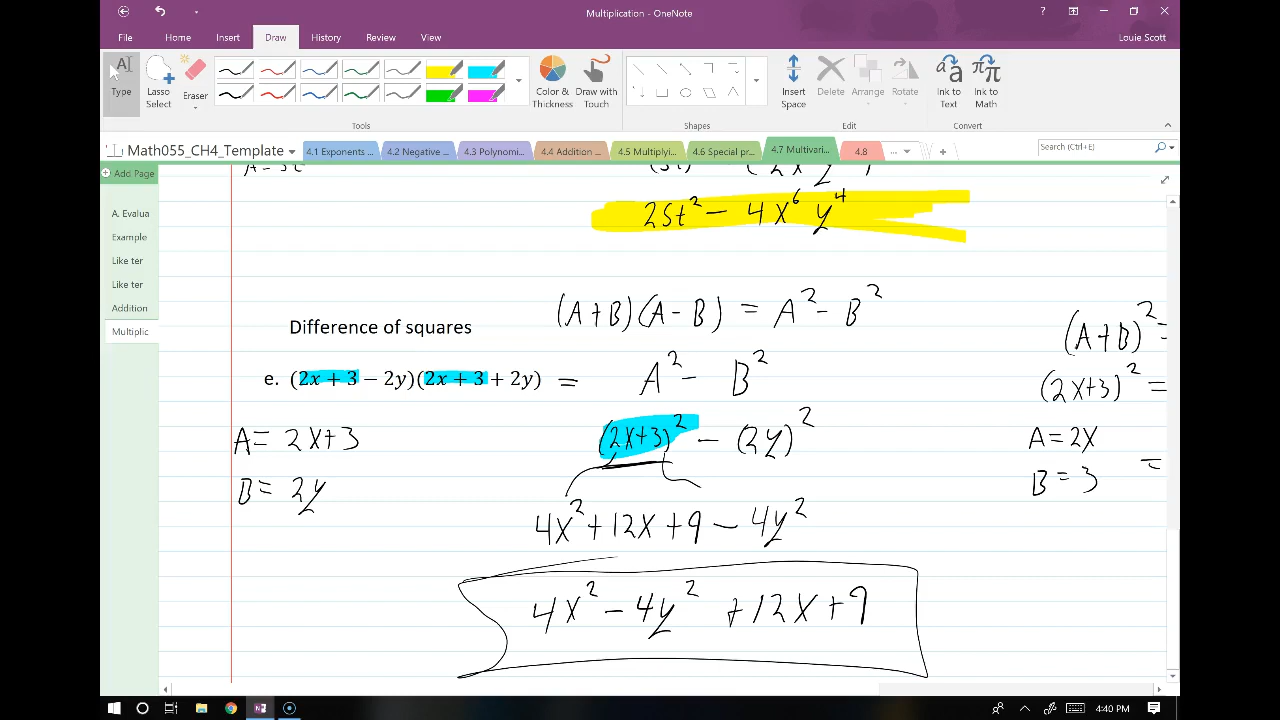 Multiplication - OneNote
?
Louie Scott
File Home Insert Draw History Review View
Type
Lasso Select
Eraser
Color & Thickness
Draw with Touch
Insert Space
Delete
Arrange
Rotate
Ink to Text
Ink to Math
Tools Shapes Edit Convert
Math055_CH4_Template
4.1 Exponents ... 4.2 Negative ... 4.3 Polynomi... 4.4 Addition ... 4.5 Multiplyi... 4.6 Special pr... 4.7 Multivari... 4.8 ...
Search (Ctrl+E)
Add Page
A. Evalua
Example
Like ter
Like ter
Addition
Multiplic
25t² - 4x⁶y⁴
Difference of squares
(A+B)(A-B) = A² - B²
e. (2x + 3 − 2y)(2x + 3 + 2y) = A² - B²
A = 2x+3
B = 2y
(2x+3)² - (2y)²
4x² + 12x + 9 - 4y²
4x² - 4y² + 12x + 9
(A+B)² =
(2x+3)² =
A = 2x
B = 3
=
4:40 PM